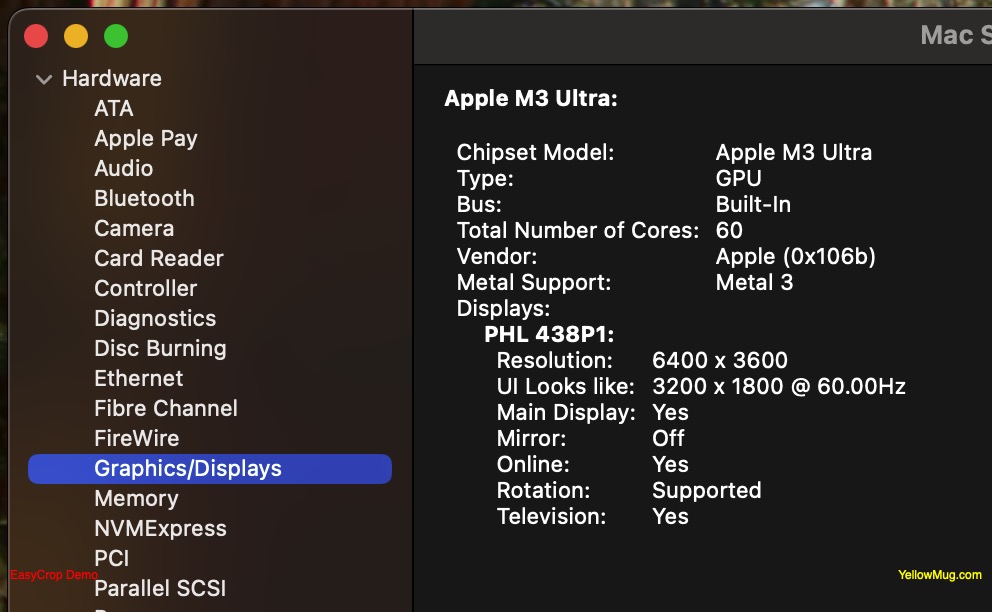 Mac S
Hardware
ATA
Apple Pay
Audio
Bluetooth
Camera
Card Reader
Controller
Diagnostics
Disc Burning
Ethernet
Fibre Channel
FireWire
Graphics/Displays
Memory
NVMExpress
PCI
EasyCrop Demo
Parallel SCSI
Apple M3 Ultra:
Chipset Model: Apple M3 Ultra
Type: GPU
Bus: Built-In
Total Number of Cores: 60
Vendor: Apple (0x106b)
Metal Support: Metal 3
Displays:
PHL 438P1:
Resolution: 6400 x 3600
UI Looks like: 3200 x 1800 @ 60.00Hz
Main Display: Yes
Mirror: Off
Online: Yes
Rotation: Supported
Television: Yes
YellowMug.com